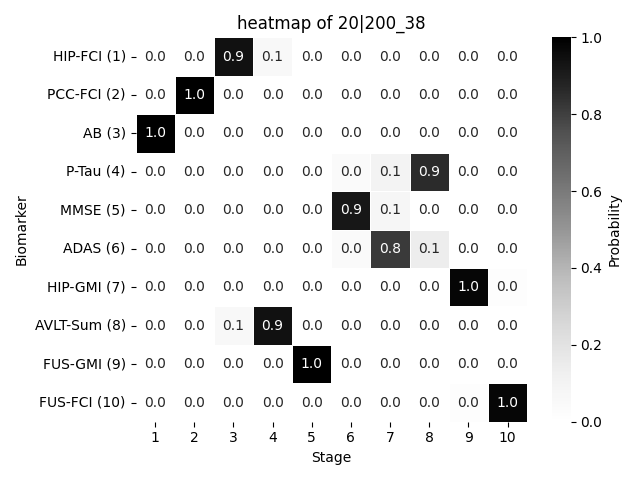 heatmap of 20|200_38
HIP-FCI (1) 0.0 0.0 0.9 0.1 0.0 0.0 0.0 0.0 0.0 0.0
PCC-FCI (2) 0.0 1.0 0.0 0.0 0.0 0.0 0.0 0.0 0.0 0.0
AB (3) 1.0 0.0 0.0 0.0 0.0 0.0 0.0 0.0 0.0 0.0
P-Tau (4) 0.0 0.0 0.0 0.0 0.0 0.0 0.1 0.9 0.0 0.0
MMSE (5) 0.0 0.0 0.0 0.0 0.0 0.9 0.1 0.0 0.0 0.0
ADAS (6) 0.0 0.0 0.0 0.0 0.0 0.0 0.8 0.1 0.0 0.0
HIP-GMI (7) 0.0 0.0 0.0 0.0 0.0 0.0 0.0 0.0 1.0 0.0
AVLT-Sum (8) 0.0 0.0 0.1 0.9 0.0 0.0 0.0 0.0 0.0 0.0
FUS-GMI (9) 0.0 0.0 0.0 0.0 1.0 0.0 0.0 0.0 0.0 0.0
FUS-FCI (10) 0.0 0.0 0.0 0.0 0.0 0.0 0.0 0.0 0.0 1.0
1 2 3 4 5 6 7 8 9 10
Stage
Biomarker
1.0
0.8
0.6
0.4
0.2
0.0
Probability